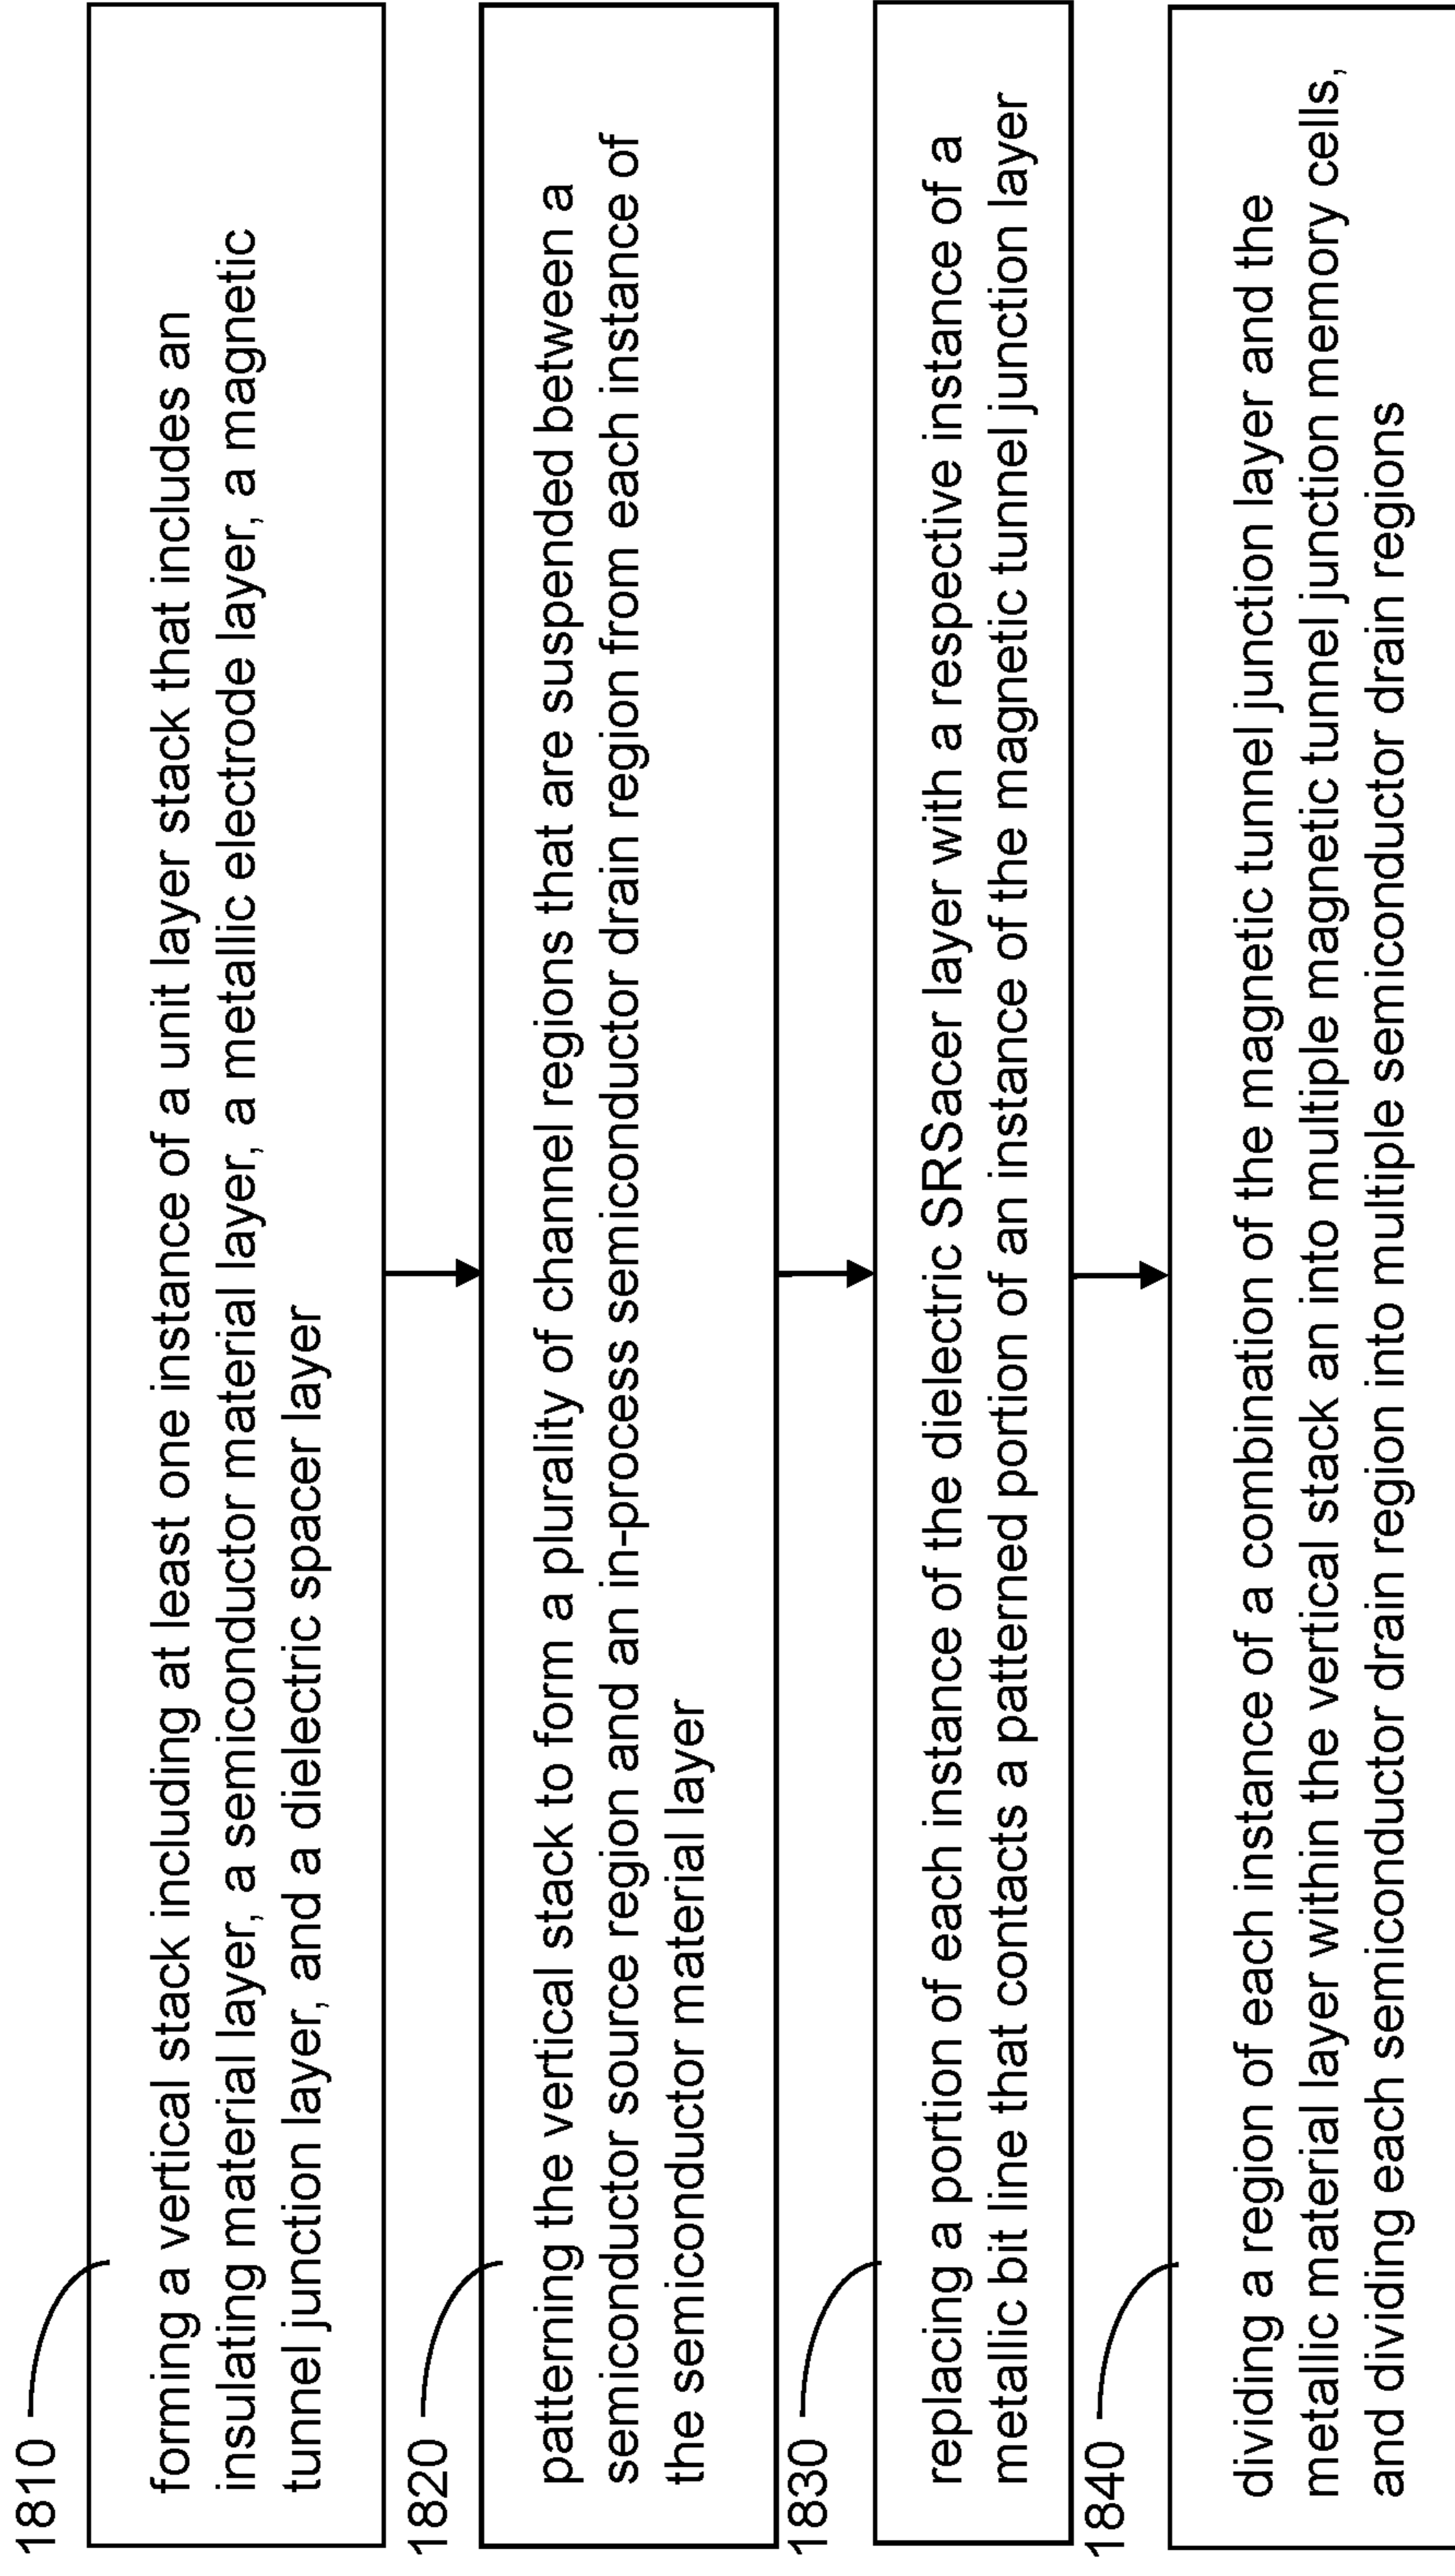 1810
forming a vertical stack including at least one instance of a unit layer stack that includes an
insulating material layer, a semiconductor material layer, a metallic electrode layer, a magnetic
tunnel junction layer, and a dielectric spacer layer
1820
patterning the vertical stack to form a plurality of channel regions that are suspended between a
semiconductor source region and an in-process semiconductor drain region from each instance of
the semiconductor material layer
1830
replacing a portion of each instance of the dielectric SRSacer layer with a respective instance of a
metallic bit line that contacts a patterned portion of an instance of the magnetic tunnel junction layer
1840
dividing a region of each instance of a combination of the magnetic tunnel junction layer and the
metallic material layer within the vertical stack an into multiple magnetic tunnel junction memory cells,
and dividing each semiconductor drain region into multiple semiconductor drain regions